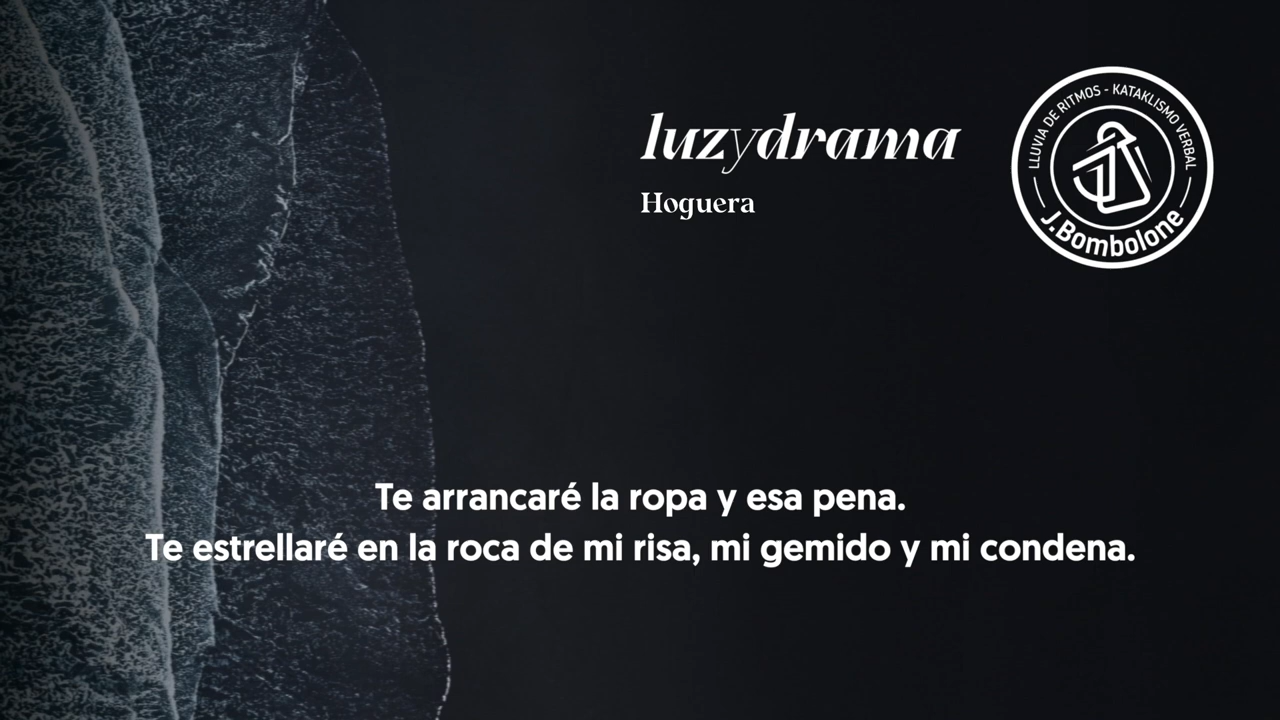 luzydrama
Hoguera
LLUVIA DE RITMOS - KATAKLISMO VERBAL
J.Bombolone
Te arrancaré la ropa y esa pena.
Te estrellaré en la roca de mi risa, mi gemido y mi condena.